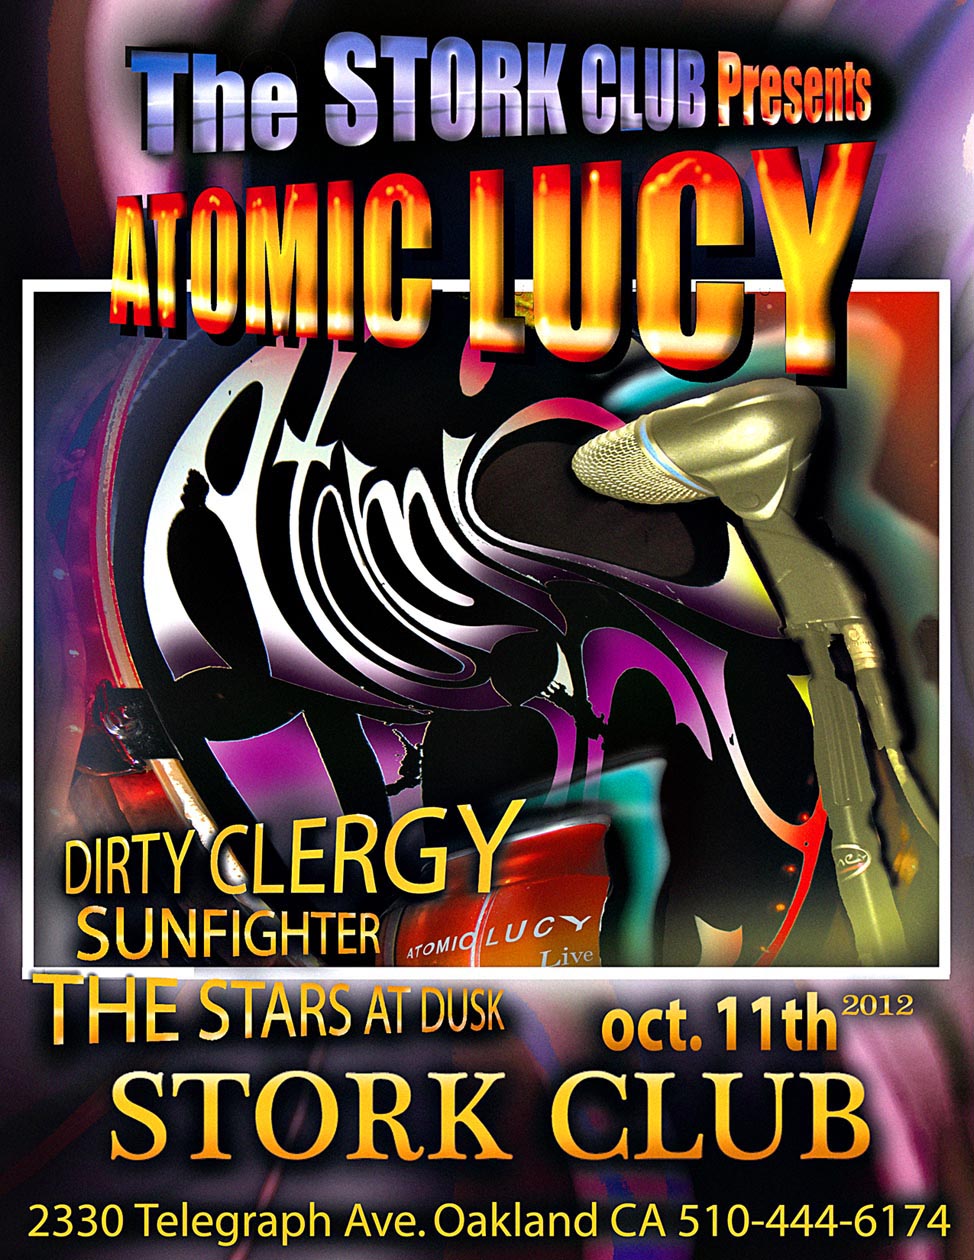 The STORK CLUB Presents
ATOMIC LUCY
Atomic
DIRTY CLERGY
SUNFIGHTER
ATOMIC LUCY
Live
THE STARS AT DUSK
oct. 11th 2012
STORK CLUB
2330 Telegraph Ave. Oakland CA 510-444-6174